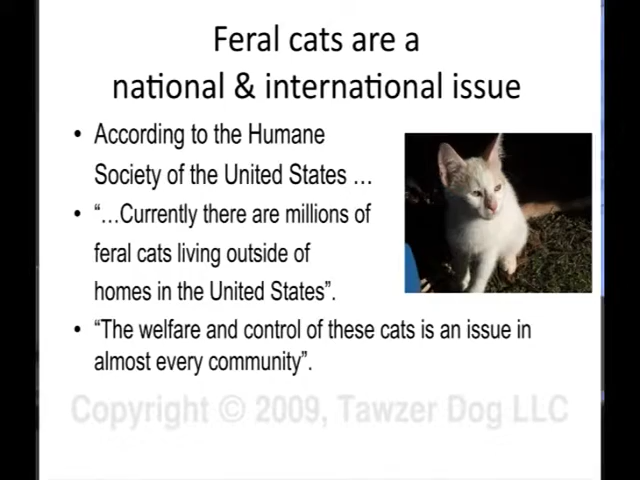 Feral cats are a
national & international issue
• According to the Humane
Society of the United States …
• “…Currently there are millions of
feral cats living outside of
homes in the United States”.
• “The welfare and control of these cats is an issue in
almost every community”.
Copyright © 2009, Tawzer Dog LLC